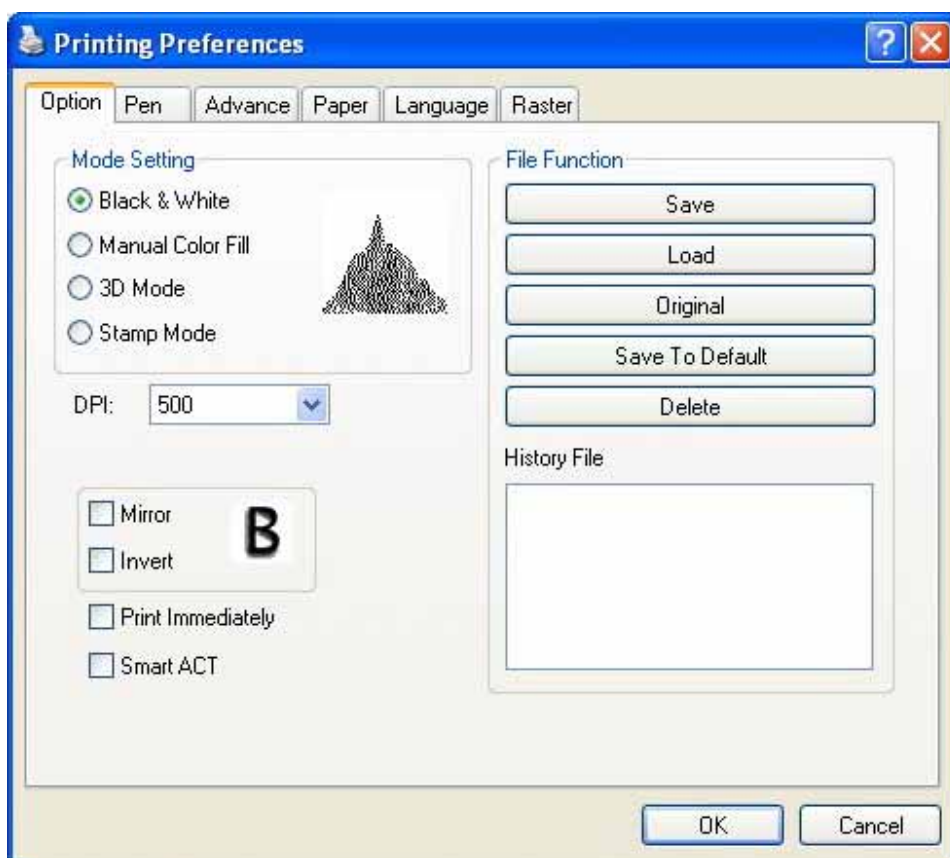 Printing Preferences
Option Pen Advance Paper Language Raster
Mode Setting
Black & White
Manual Color Fill
3D Mode
Stamp Mode
DPI: 500
Mirror
Invert
B
Print Immediately
Smart ACT
File Function
Save
Load
Original
Save To Default
Delete
History File
OK Cancel